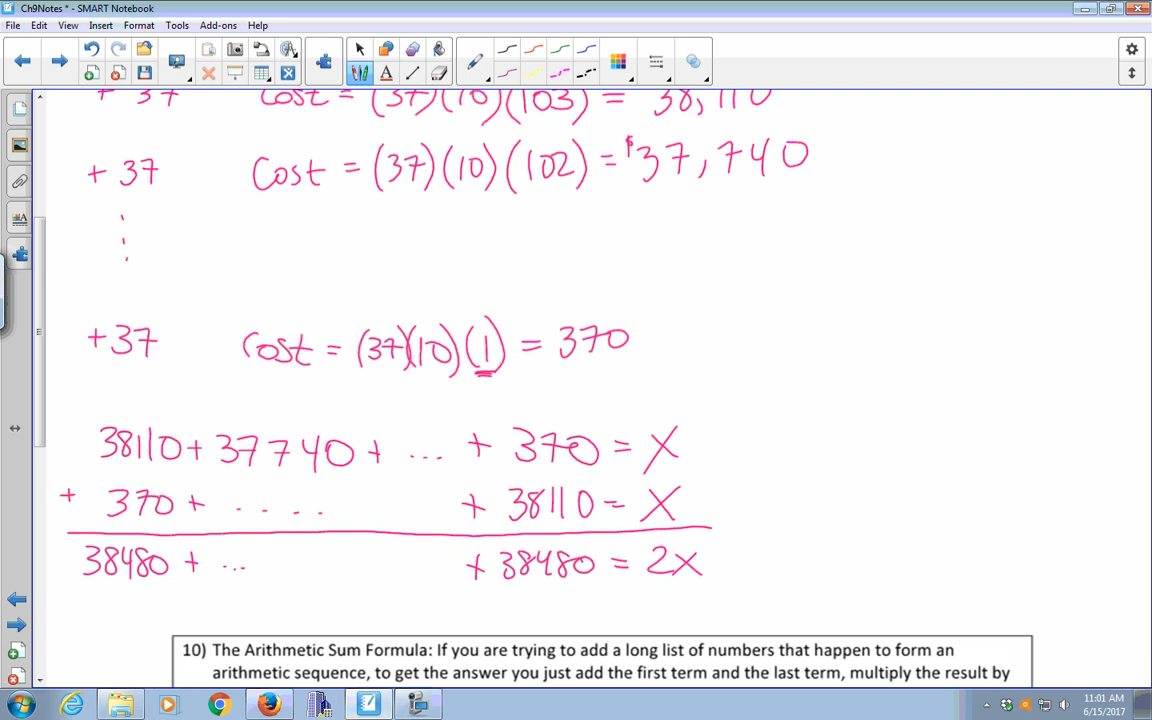 Ch9Notes * - SMART Notebook
File Edit View Insert Format Tools Add-ons Help
+ 37 Cost = (37)(10)(103) = 38,110
+ 37 Cost = (37)(10)(102) = $37,740
+37 Cost = (37)(10)(1) = 370
38110 + 37740 + ... + 370 = X
+ 370 + ..... + 38110 = X
38480 + ... + 38480 = 2X
10) The Arithmetic Sum Formula: If you are trying to add a long list of numbers that happen to form an
arithmetic sequence, to get the answer you just add the first term and the last term, multiply the result by
11:01 AM
6/15/2017